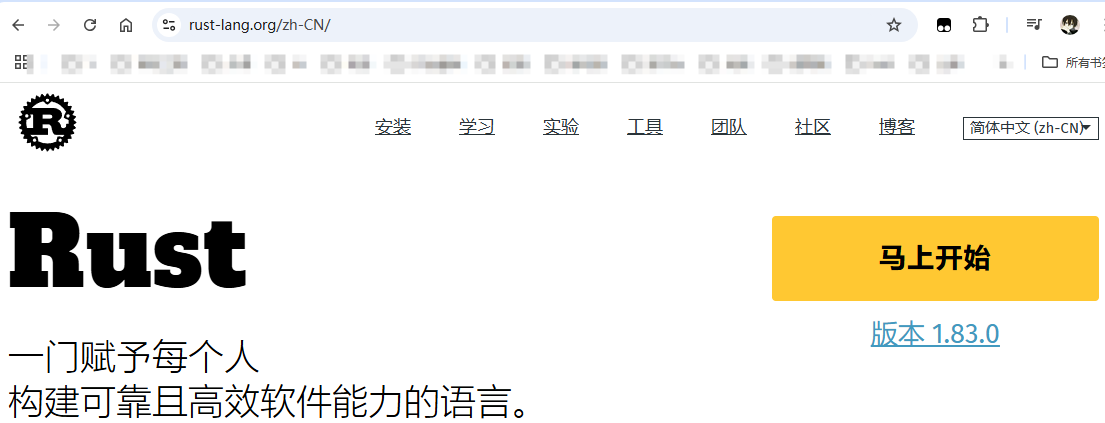 rust-lang.org/zh-CN/
所有书签
安装 学习 实验 工具 团队 社区 博客 简体中文 (zh-CN)
Rust
马上开始
版本 1.83.0
一门赋予每个人
构建可靠且高效软件能力的语言。